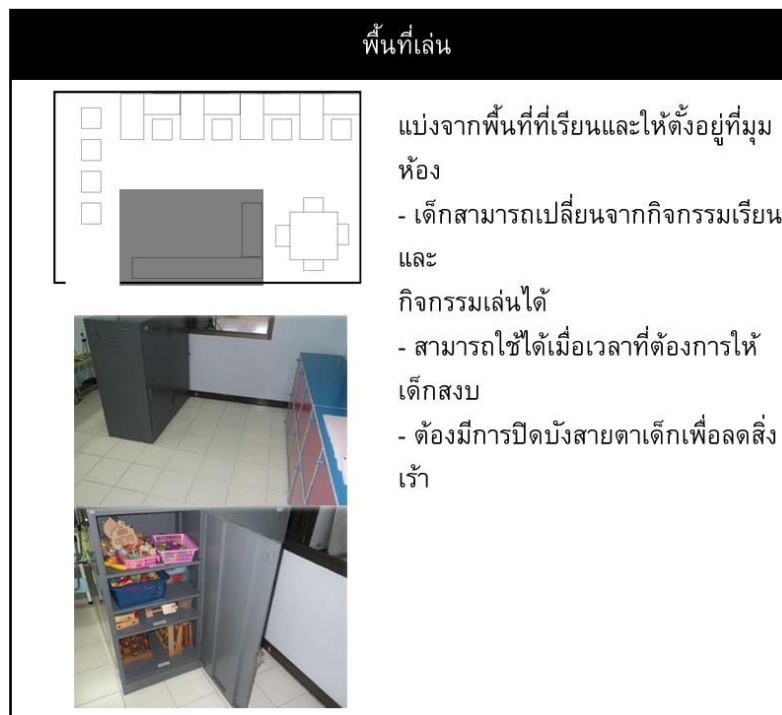 พื้นที่เล่น
แบ่งจากพื้นที่ที่เรียนและให้ตั้งอยู่ที่มุม
ห้อง
- เด็กสามารถเปลี่ยนจากกิจกรรมเรียน
และ
กิจกรรมเล่นได้
- สามารถใช้ได้เมื่อเวลาที่ต้องการให้
เด็กสงบ
- ต้องมีการปิดบังสายตาเด็กเพื่อลดสิ่ง
เร้า